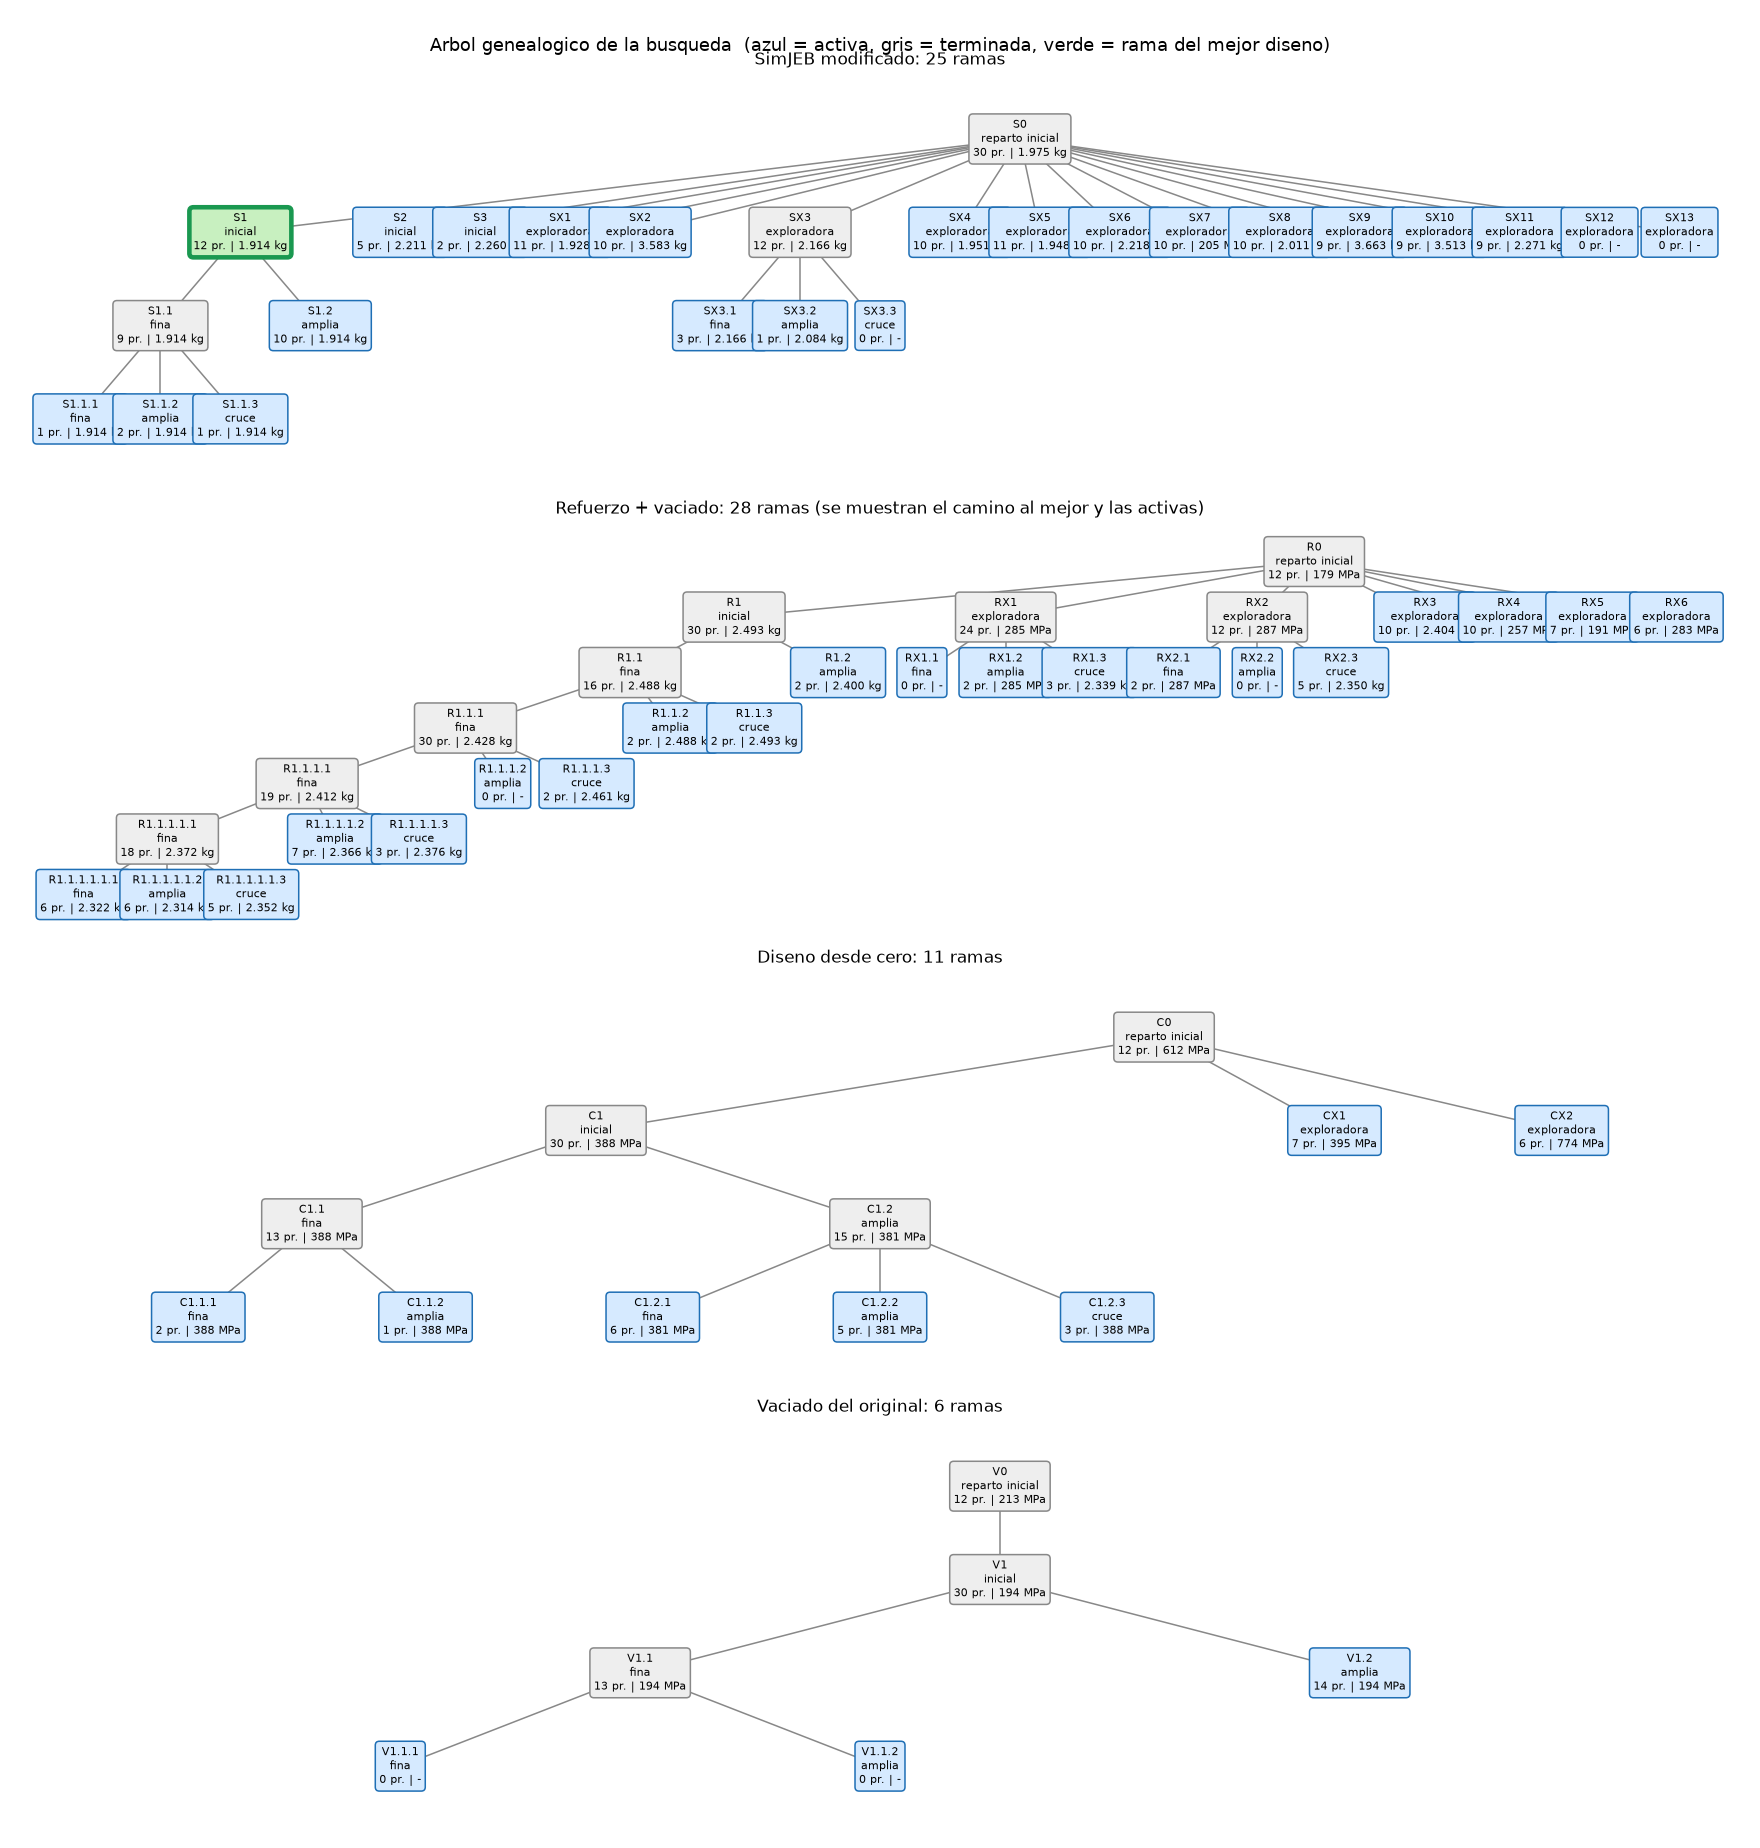 Arbol genealogico de la busqueda  (azul = activa, gris = terminada, verde = rama del mejor diseno)
SimJEB modificado: 25 ramas
S0
reparto inicial
30 pr. | 1.975 kg
S1
inicial
12 pr. | 1.914 kg
S2
inicial
5 pr. | 2.211
S3
inicial
2 pr. | 2.260
SX1
explorador
11 pr. | 1.928
SX2
exploradora
10 pr. | 3.583 kg
SX3
exploradora
12 pr. | 2.166 kg
SX4
explorador
10 pr. | 1.951
SX5
explorador
11 pr. | 1.948
SX6
explorador
10 pr. | 2.218
SX7
explorador
10 pr. | 205 M
SX8
explorador
10 pr. | 2.011
SX9
explorador
9 pr. | 3.663
SX10
explorador
9 pr. | 3.513
SX11
exploradora
9 pr. | 2.271 kg
SX12
exploradora
0 pr. | -
SX13
exploradora
0 pr. | -
S1.1
fina
9 pr. | 1.914 kg
S1.2
amplia
10 pr. | 1.914 kg
SX3.1
fina
3 pr. | 2.166
SX3.2
amplia
1 pr. | 2.084 kg
SX3.3
cruce
0 pr. | -
S1.1.1
fina
1 pr. | 1.914
S1.1.2
amplia
2 pr. | 1.914
S1.1.3
cruce
1 pr. | 1.914 kg
Refuerzo + vaciado: 28 ramas (se muestran el camino al mejor y las activas)
R0
reparto inicial
12 pr. | 179 MPa
R1
inicial
30 pr. | 2.493 kg
RX1
exploradora
24 pr. | 285 MPa
RX2
exploradora
12 pr. | 287 MPa
RX3
exploradora
10 pr. | 2.404
RX4
exploradora
10 pr. | 257 MP
RX5
exploradora
7 pr. | 191 MP
RX6
exploradora
6 pr. | 283 MPa
R1.1
fina
16 pr. | 2.488 kg
R1.2
amplia
2 pr. | 2.400 kg
RX1.1
fina
0 pr. | -
RX1.2
amplia
2 pr. | 285 MP
RX1.3
cruce
3 pr. | 2.339 k
RX2.1
fina
2 pr. | 287 MPa
RX2.2
amplia
0 pr. | -
RX2.3
cruce
5 pr. | 2.350 kg
R1.1.1
fina
30 pr. | 2.428 kg
R1.1.2
amplia
2 pr. | 2.488 k
R1.1.3
cruce
2 pr. | 2.493 kg
R1.1.1.1
fina
19 pr. | 2.412 kg
R1.1.1.2
amplia
0 pr. | -
R1.1.1.3
cruce
2 pr. | 2.461 kg
R1.1.1.1.1
fina
18 pr. | 2.372 kg
R1.1.1.1.2
amplia
7 pr. | 2.366 k
R1.1.1.1.3
cruce
3 pr. | 2.376 kg
R1.1.1.1.1.1
fina
6 pr. | 2.322 k
R1.1.1.1.1.2
amplia
6 pr. | 2.314 k
R1.1.1.1.1.3
cruce
5 pr. | 2.352 kg
Diseno desde cero: 11 ramas
C0
reparto inicial
12 pr. | 612 MPa
C1
inicial
30 pr. | 388 MPa
CX1
exploradora
7 pr. | 395 MPa
CX2
exploradora
6 pr. | 774 MPa
C1.1
fina
13 pr. | 388 MPa
C1.2
amplia
15 pr. | 381 MPa
C1.1.1
fina
2 pr. | 388 MPa
C1.1.2
amplia
1 pr. | 388 MPa
C1.2.1
fina
6 pr. | 381 MPa
C1.2.2
amplia
5 pr. | 381 MPa
C1.2.3
cruce
3 pr. | 388 MPa
Vaciado del original: 6 ramas
V0
reparto inicial
12 pr. | 213 MPa
V1
inicial
30 pr. | 194 MPa
V1.1
fina
13 pr. | 194 MPa
V1.2
amplia
14 pr. | 194 MPa
V1.1.1
fina
0 pr. | -
V1.1.2
amplia
0 pr. | -